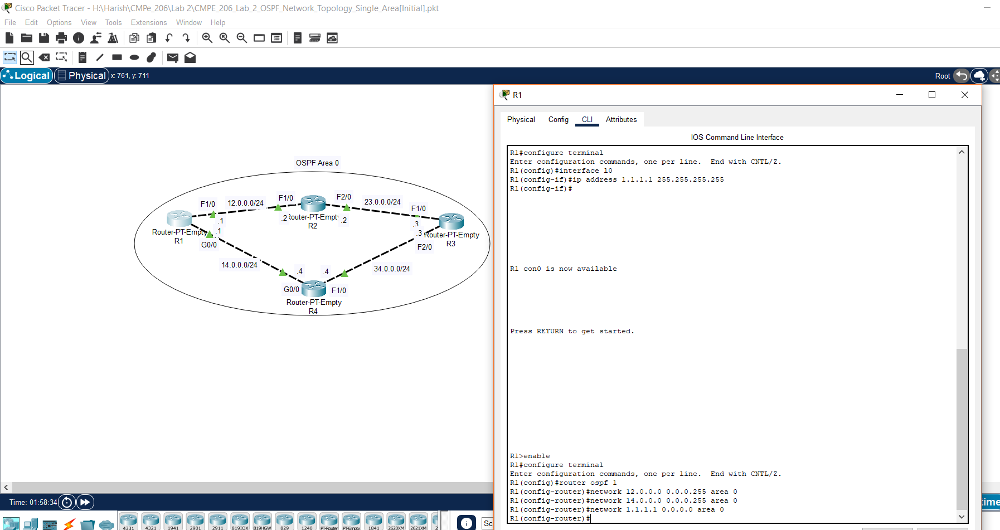 Cisco Packet Tracer - H:\Harish\CMPe_206\Lab 2\CMPE_206_Lab_2_OSPF_Network_Topology_Single_Area[Initial].pkt
File Edit Options View Tools Extensions Window Help
Logical Physical x: 761, y: 711
Root
R1
Physical Config CLI Attributes
IOS Command Line Interface
R1#configure terminal
Enter configuration commands, one per line.  End with CNTL/Z.
R1(config)#interface l0
R1(config-if)#ip address 1.1.1.1 255.255.255.255
R1(config-if)#
R1 con0 is now available
Press RETURN to get started.
R1>enable
R1#configure terminal
Enter configuration commands, one per line.  End with CNTL/Z.
R1(config)#router ospf 1
R1(config-router)#network 12.0.0.0 0.0.0.255 area 0
R1(config-router)#network 14.0.0.0 0.0.0.255 area 0
R1(config-router)#network 1.1.1.1 0.0.0.0 area 0
R1(config-router)#
OSPF Area 0
F1/0
12.0.0.0/24
F1/0
F2/0
23.0.0.0/24
F1/0
.1
.2
Router-PT-Empty
R2
.2
.3
Router-PT-Empty
R1
.1
G0/0
.3
Router-PT-Empty
R3
F2/0
14.0.0.0/24
.4
.4
34.0.0.0/24
G0/0
F1/0
Router-PT-Empty
R4
Time: 01:58:34
4331 4321 1941 2901 2911 819IOX 819HGW 829 1240 PT-Router PT-Empty 1841 2620XM 2621XM 2
Sc
time